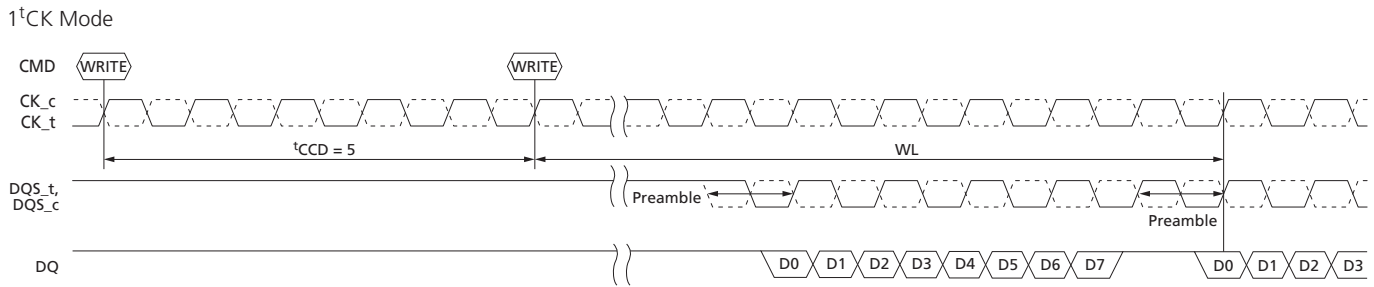 1tCK Mode
CMD WRITE WRITE
CK_c
CK_t
tCCD = 5 WL
DQS_t,
DQS_c
Preamble
Preamble
DQ D0 D1 D2 D3 D4 D5 D6 D7 D0 D1 D2 D3